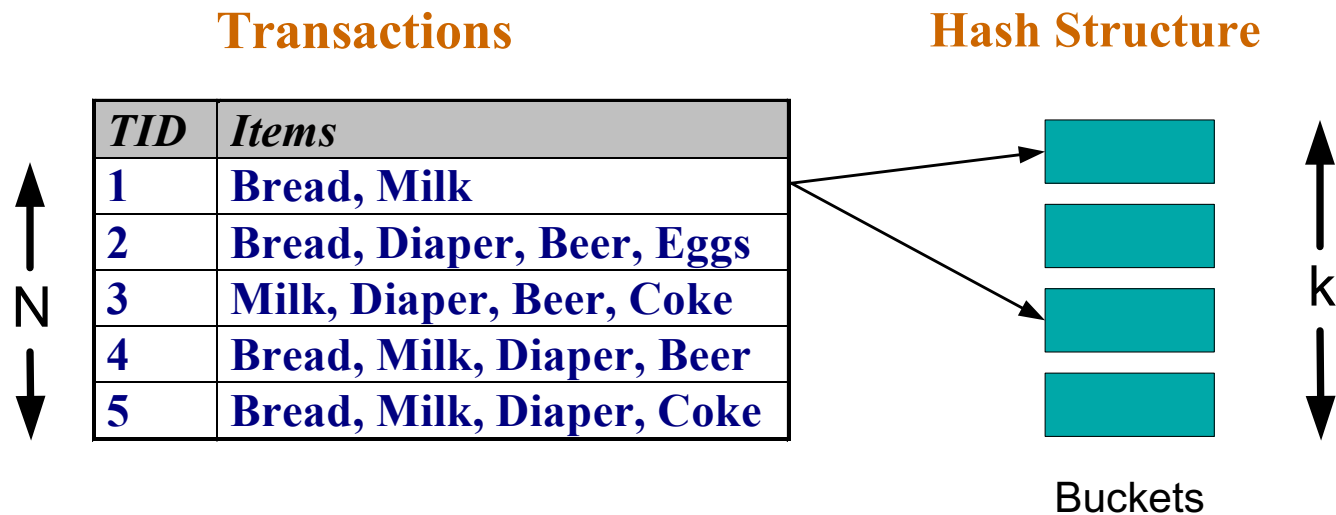 Transactions
Hash Structure
TID Items
1 Bread, Milk
2 Bread, Diaper, Beer, Eggs
3 Milk, Diaper, Beer, Coke
4 Bread, Milk, Diaper, Beer
5 Bread, Milk, Diaper, Coke
N
k
Buckets